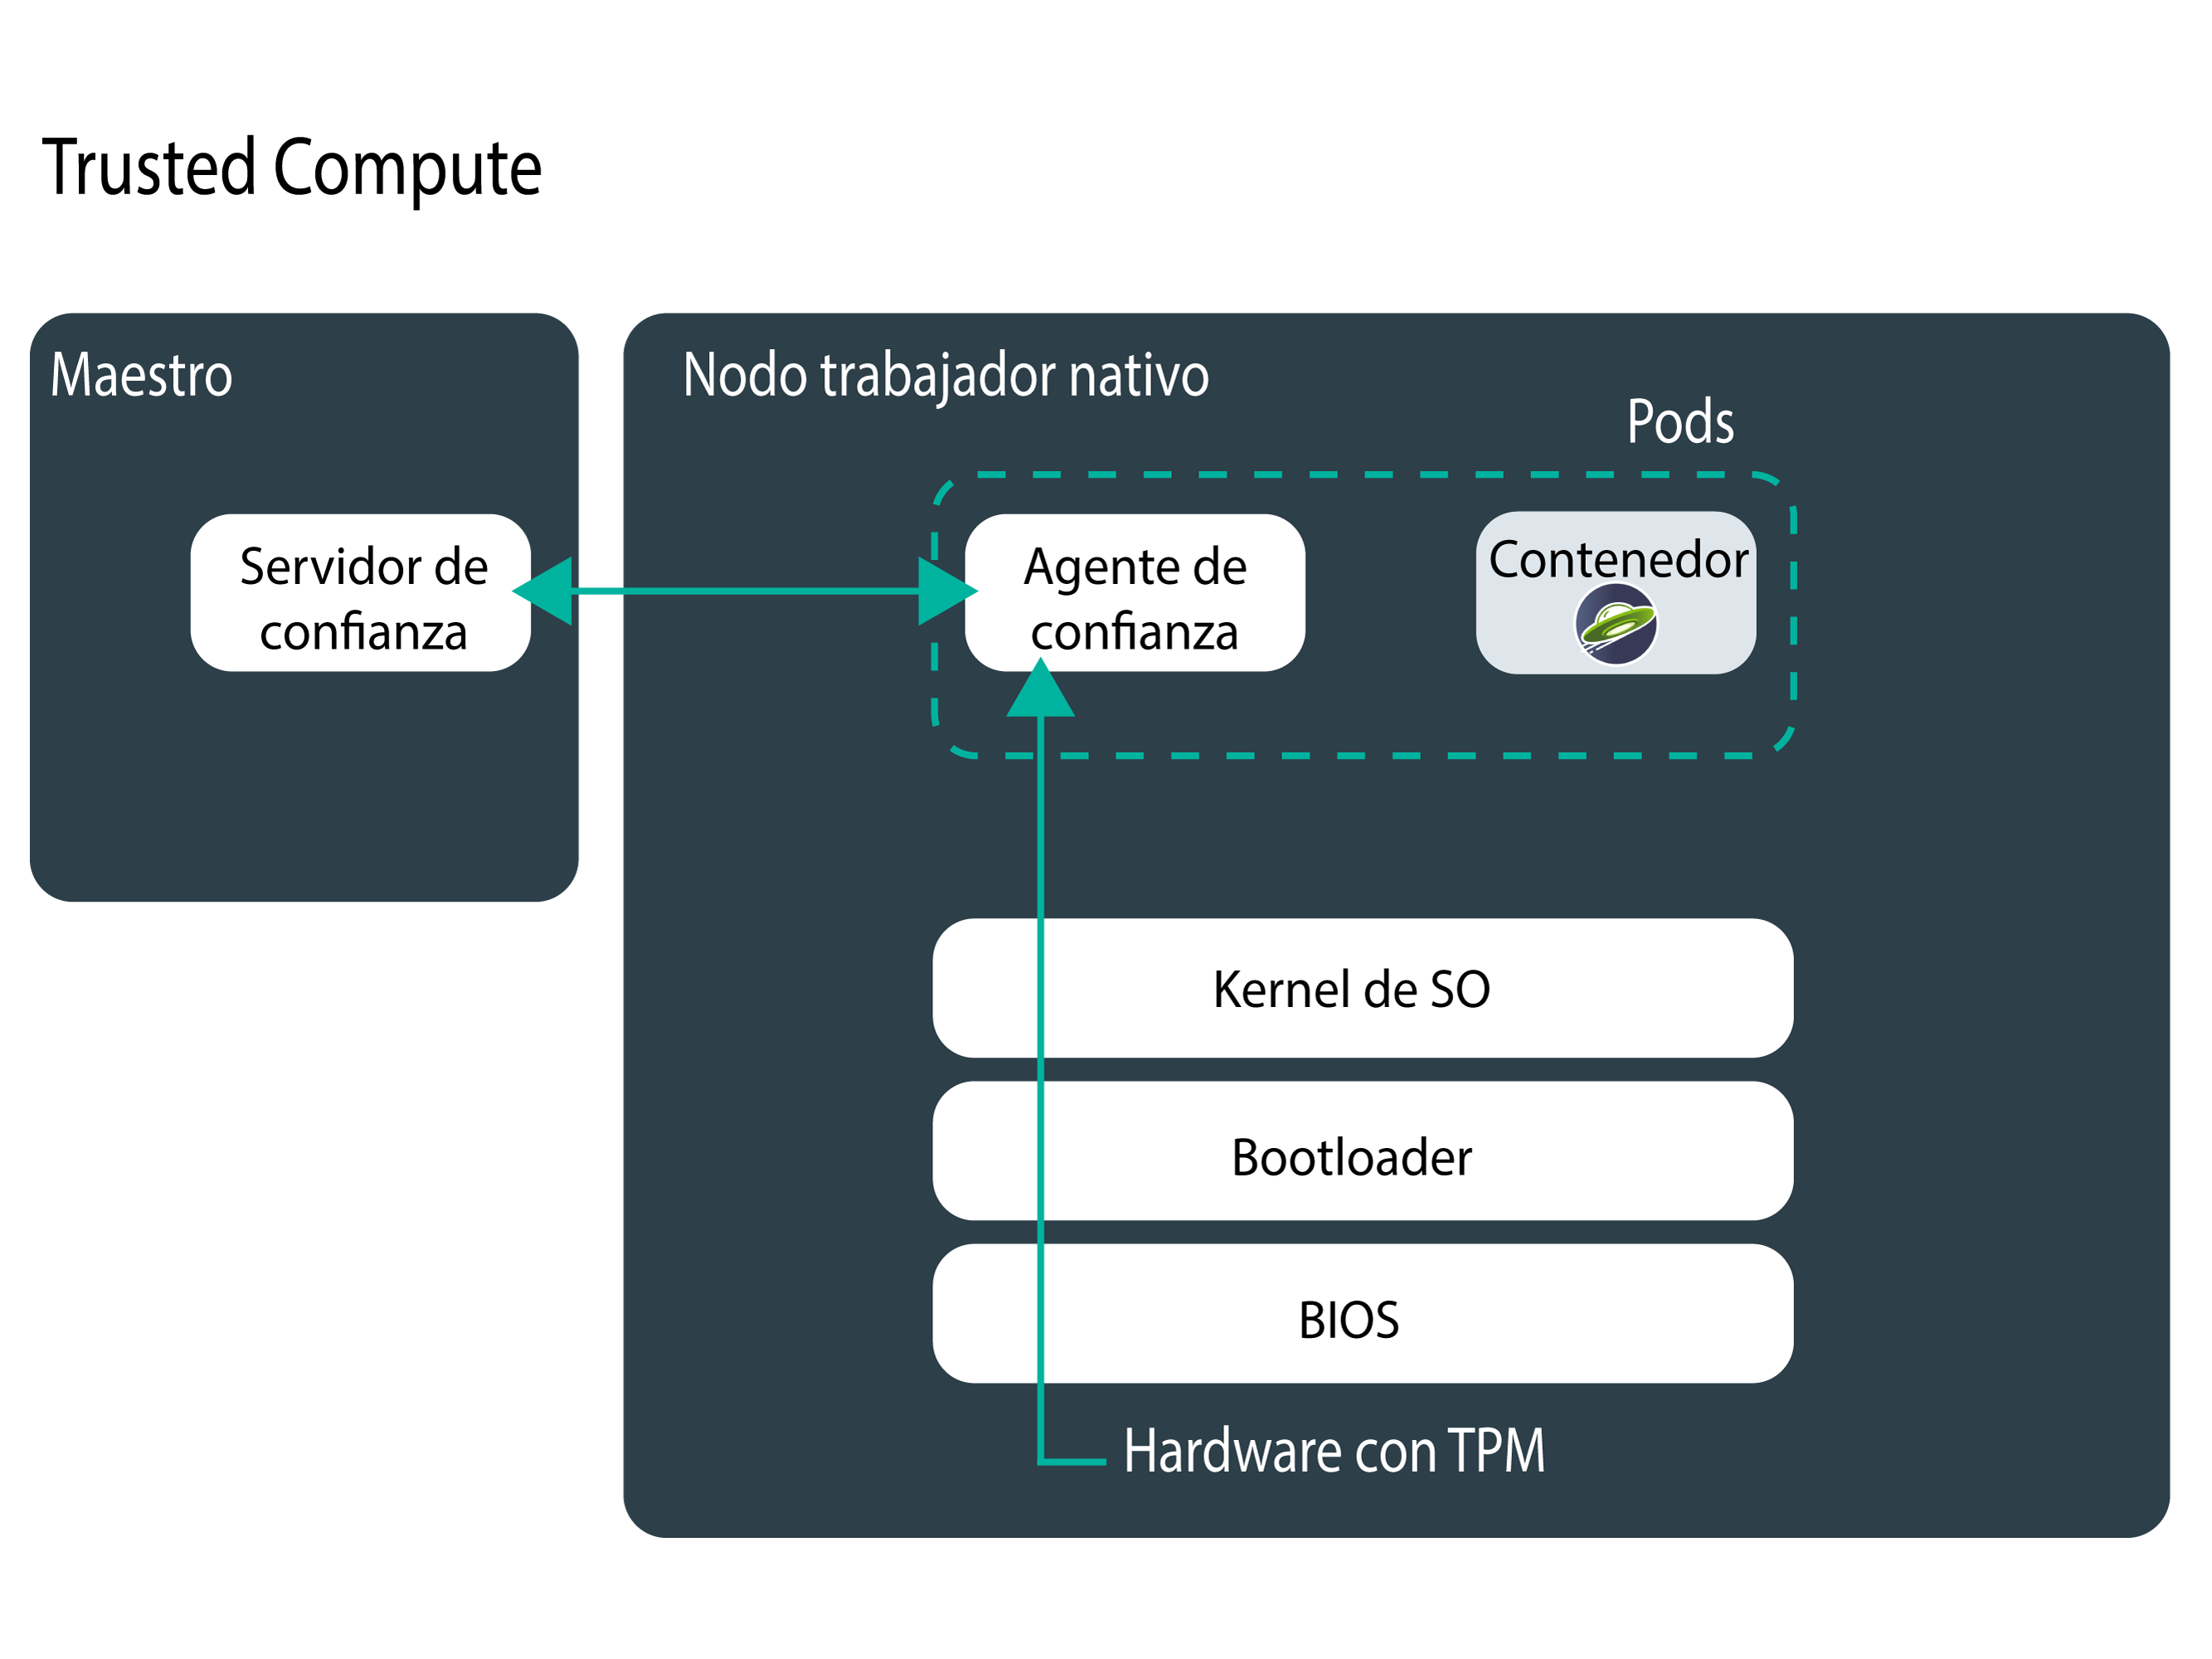 Trusted Compute
Maestro
Servidor de
confianza
Nodo trabajador nativo
Pods
Agente de
confianza
Contenedor
Kernel de SO
Bootloader
BIOS
Hardware con TPM